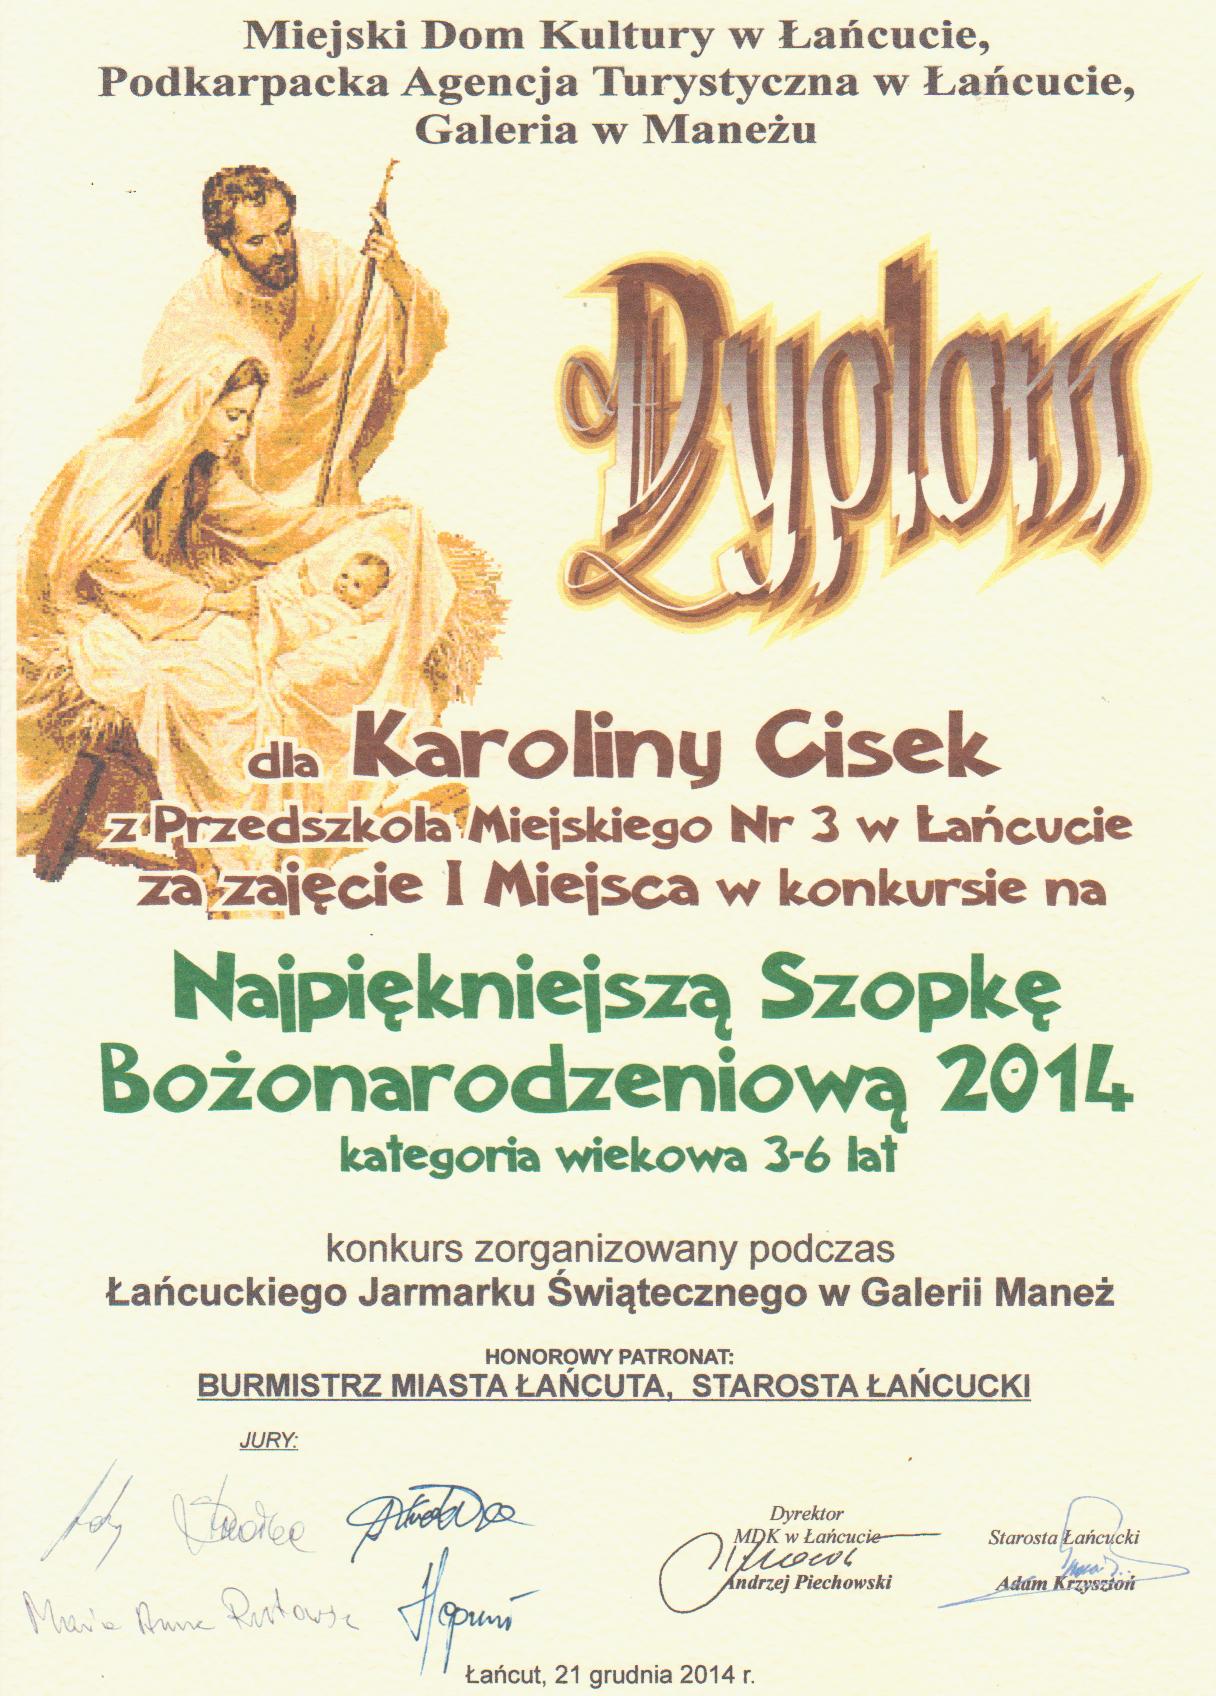 Miejski Dom Kultury w Łańcucie,
Podkarpacka Agencja Turystyczna w Łańcucie,
Galeria w Maneżu
Dyplom
dla Karoliny Cisek
z Przedszkola Miejskiego Nr 3 w Łańcucie
za zajęcie I Miejsca w konkursie na
Najpiękniejszą Szopkę
Bożonarodzeniową 2014
kategoria wiekowa 3-6 lat
konkurs zorganizowany podczas
Łańcuckiego Jarmarku Świątecznego w Galerii Maneż
HONOROWY PATRONAT:
BURMISTRZ MIASTA ŁAŃCUTA, STAROSTA ŁAŃCUCKI
JURY:
Dyrektor
MDK w Łańcucie
Andrzej Piechowski
Starosta Łańcucki
Adam Krzysztoń
Maria Anna
Łańcut, 21 grudnia 2014 r.